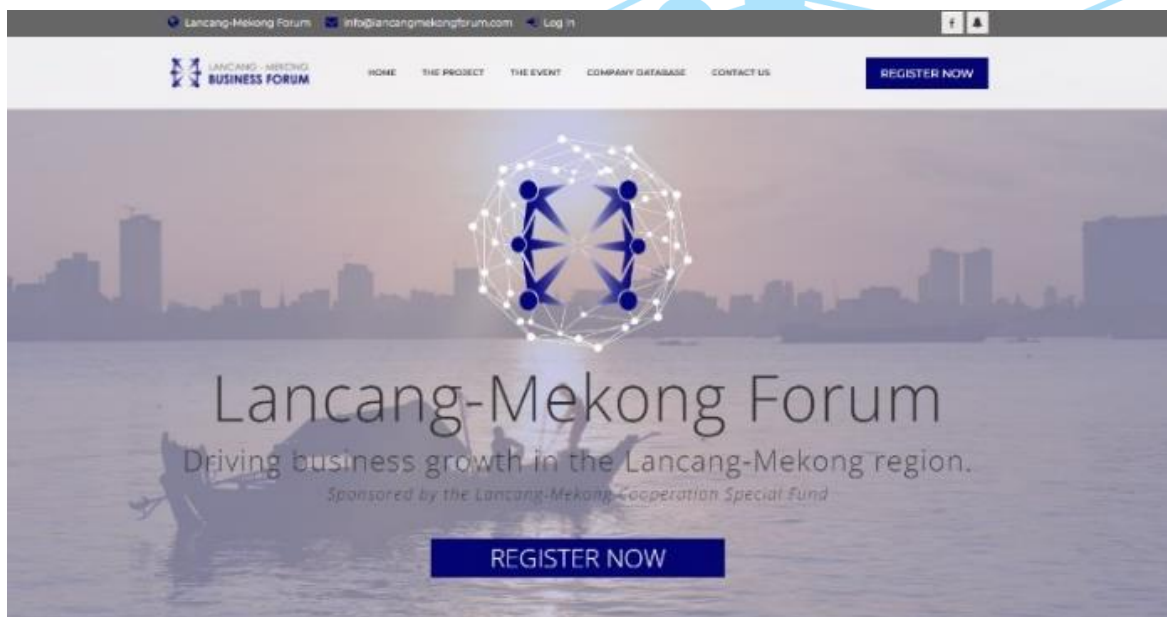 Lancang-Mekong Forum info@lancangmekongforum.com Log In f
LANCANG - MEKONG
BUSINESS FORUM
HOME THE PROJECT THE EVENT COMPANY DATABASE CONTACT US REGISTER NOW
Lancang-Mekong Forum
Driving business growth in the Lancang-Mekong region.
Sponsored by the Lancang-Mekong Cooperation Special Fund
REGISTER NOW